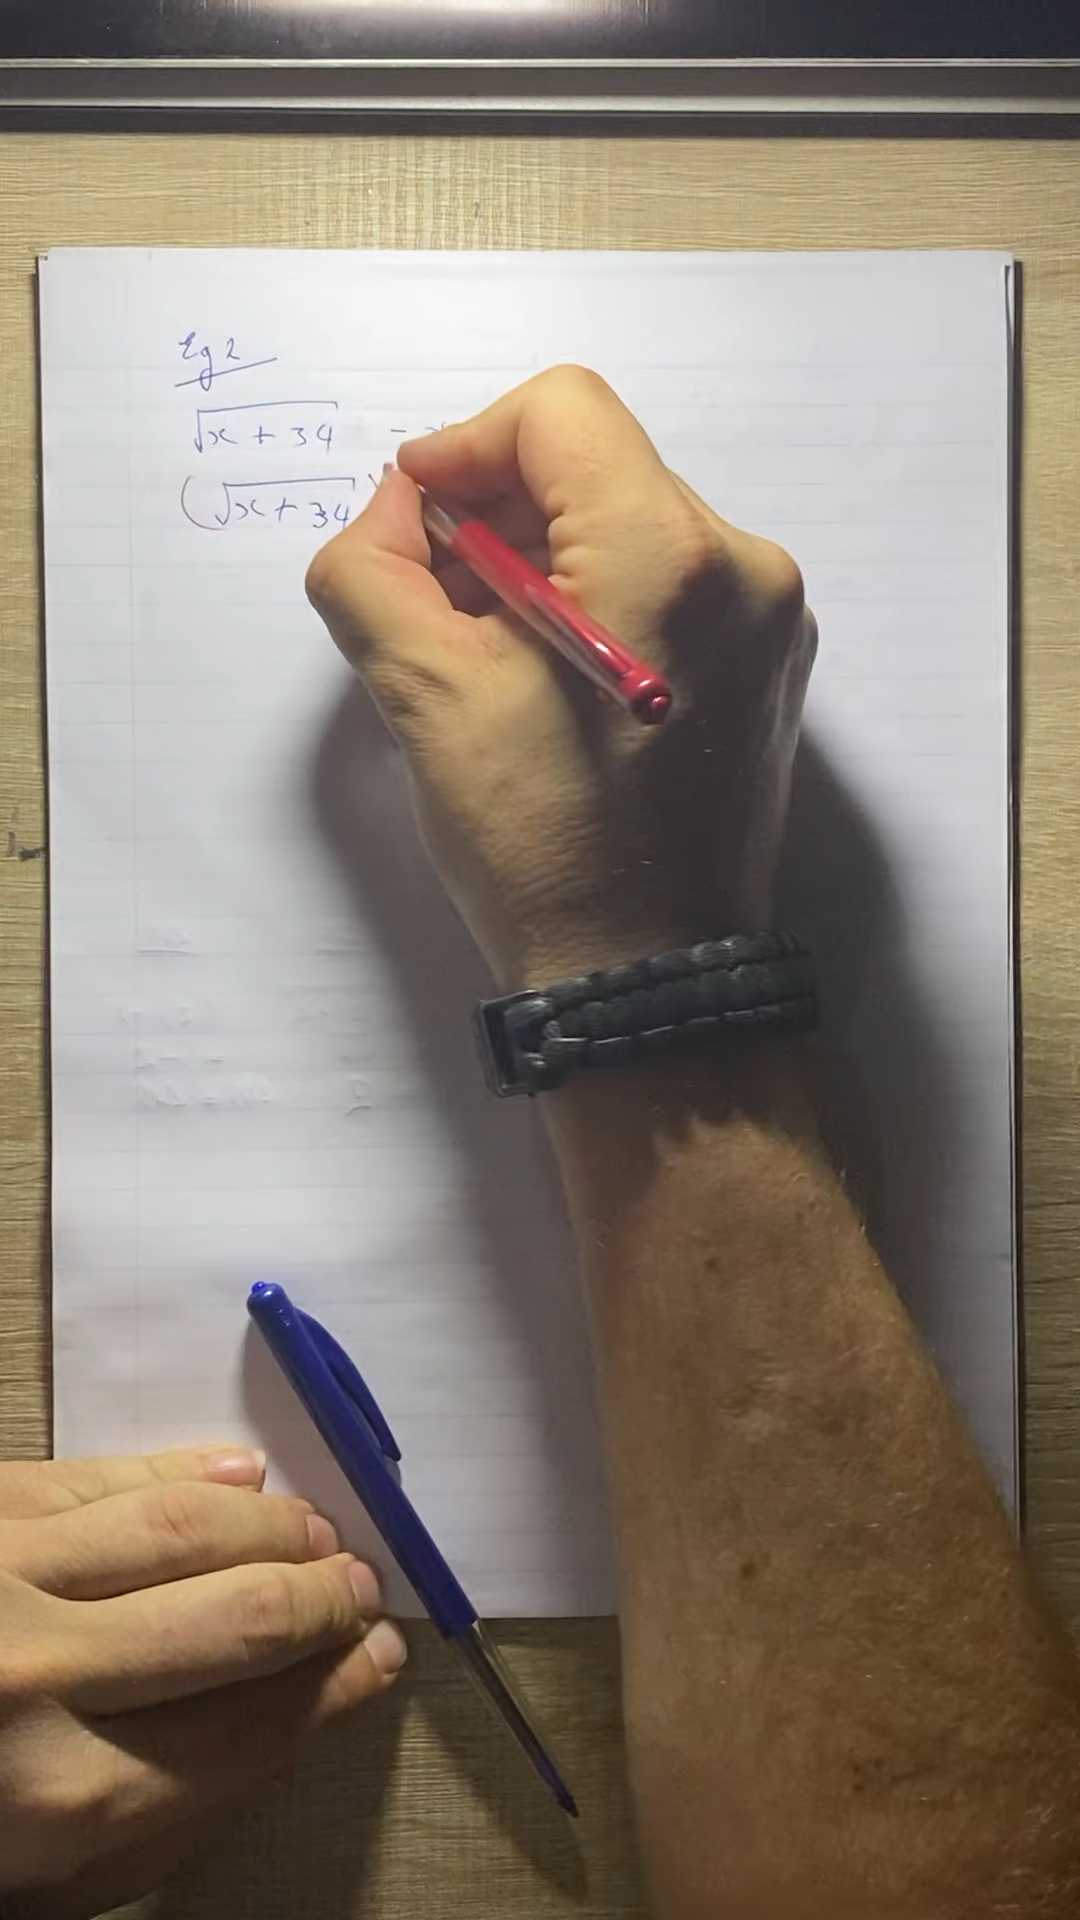 Eg 2
√x + 34 - x
(√x + 34)